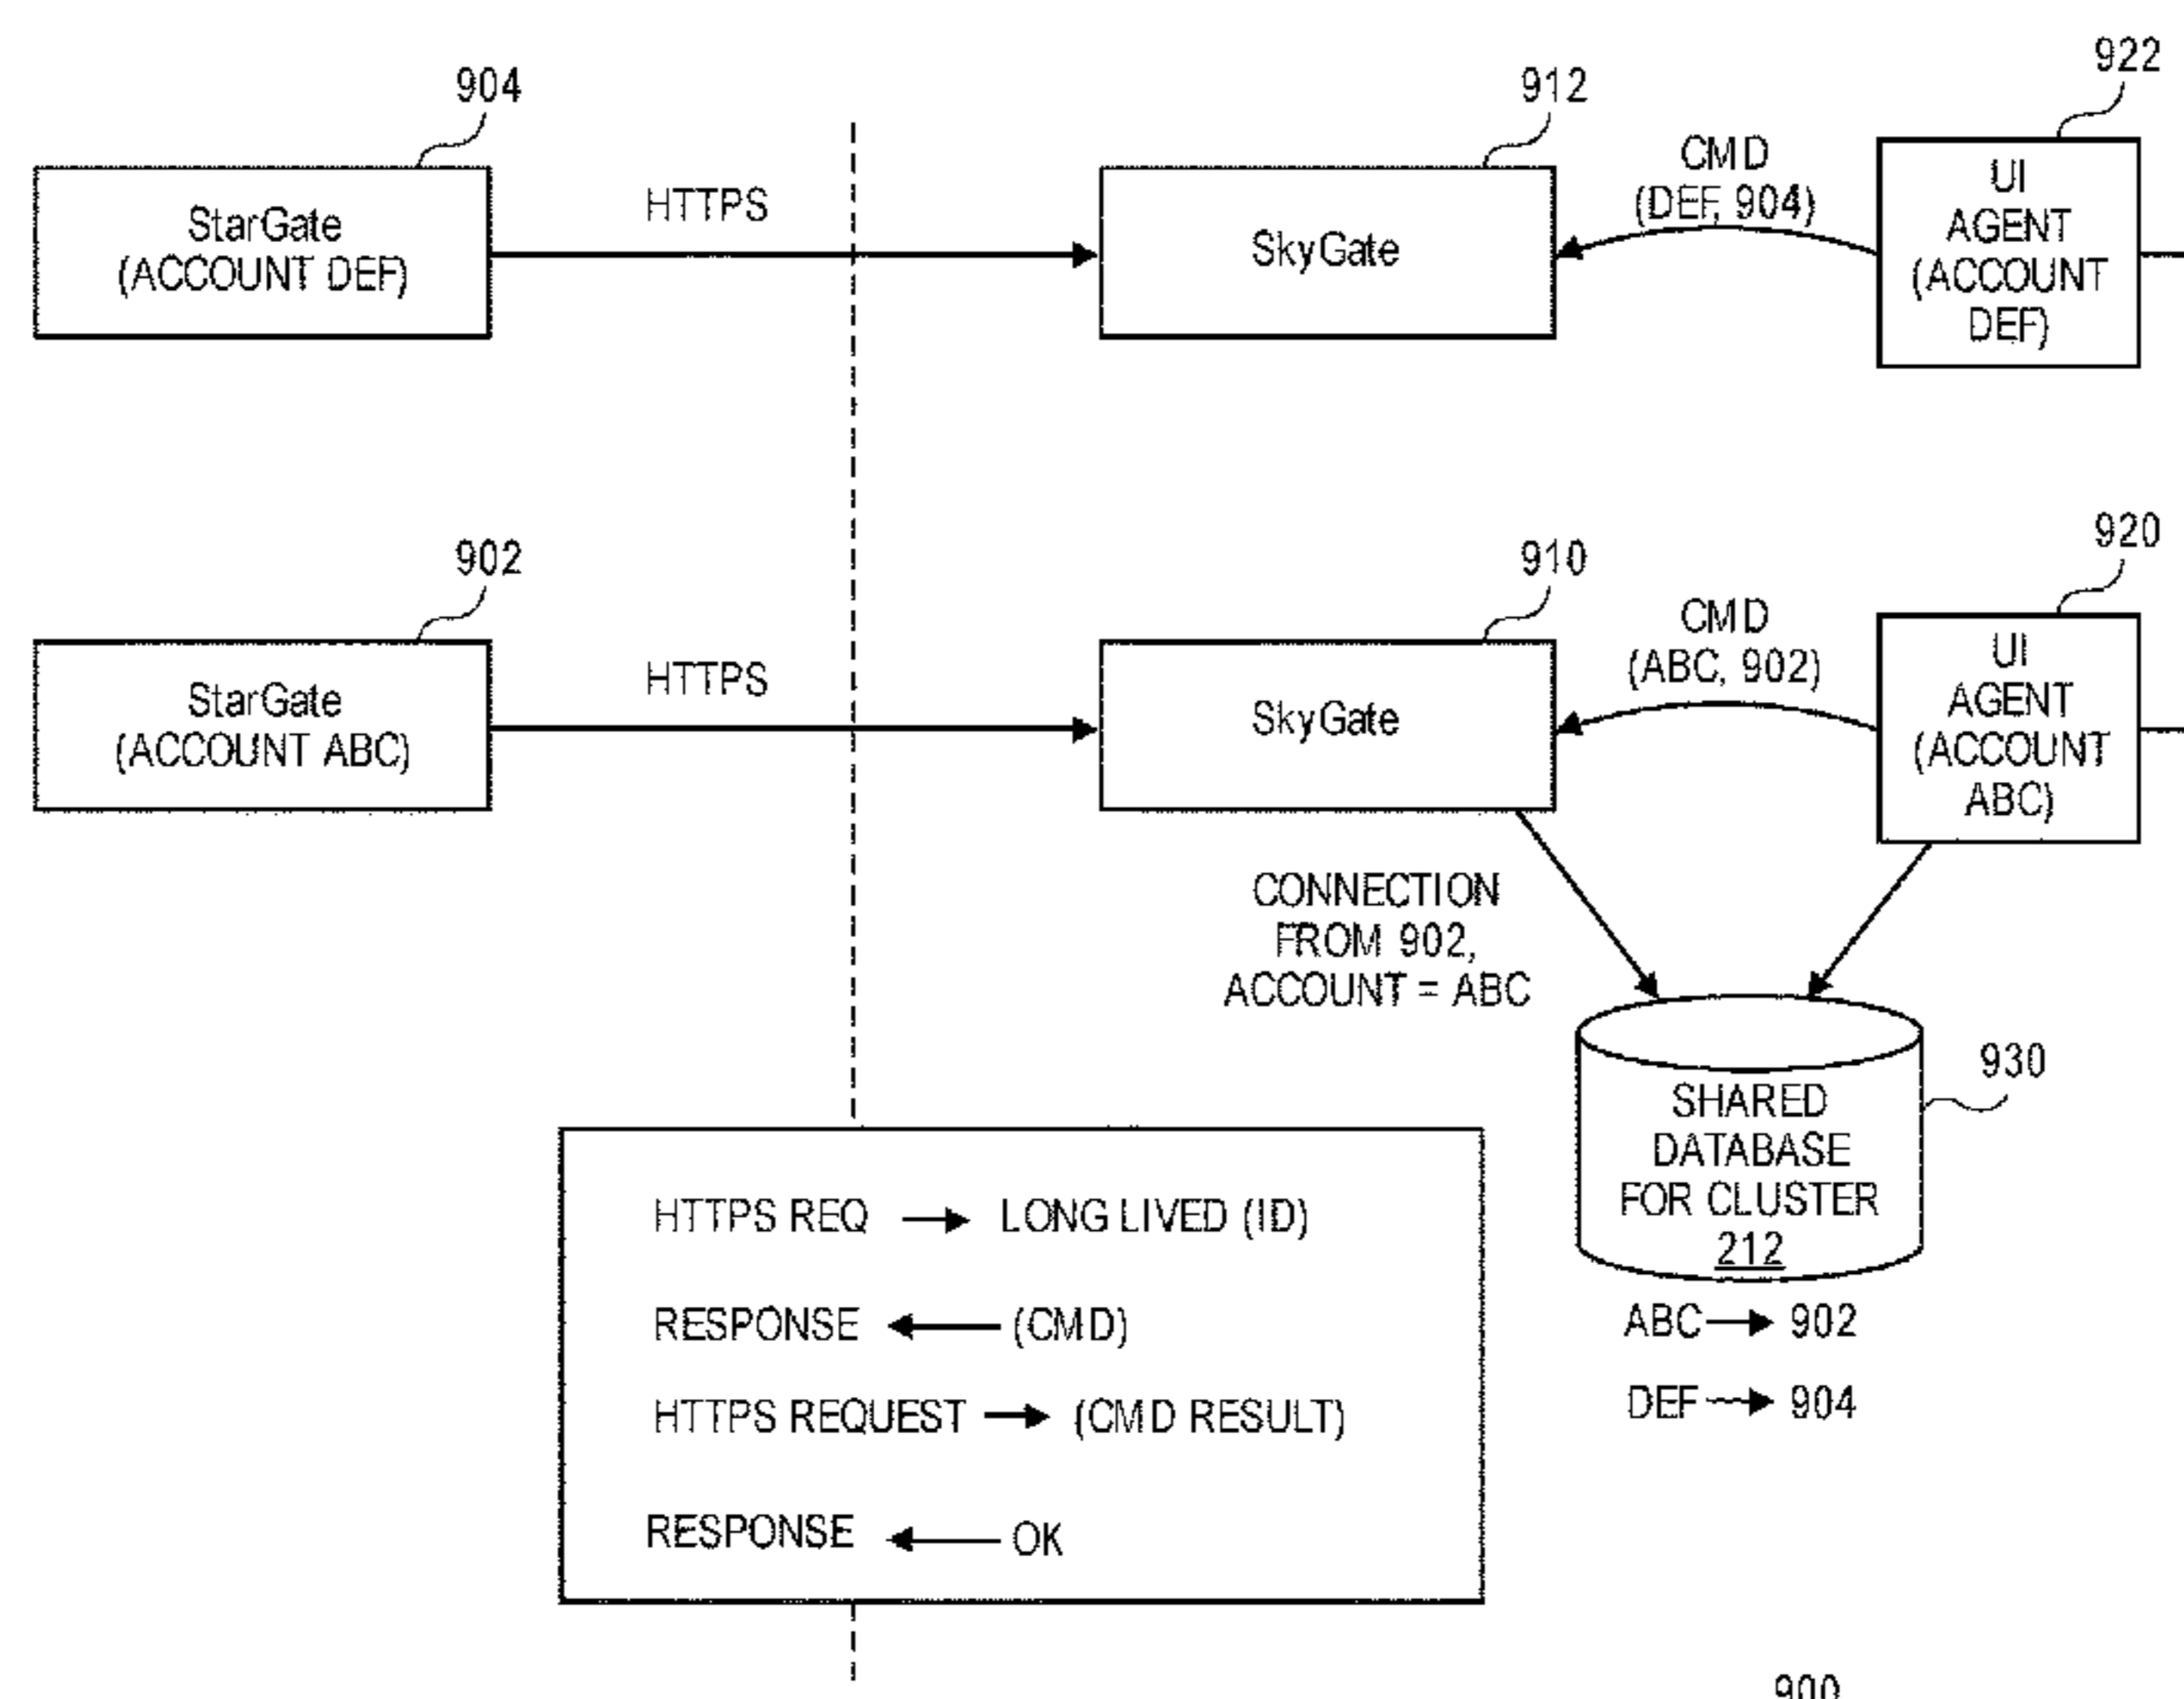 904
912
922
StarGate
(ACCOUNT DEF)
HTTPS
SkyGate
CMD
(DEF, 904)
UI
AGENT
(ACCOUNT
DEF)
902
910
920
StarGate
(ACCOUNT ABC)
HTTPS
SkyGate
CMD
(ABC, 902)
UI
AGENT
(ACCOUNT
ABC)
CONNECTION
FROM 902,
ACCOUNT = ABC
930
SHARED
DATABASE
FOR CLUSTER
212
ABC → 902
DEF → 904
HTTPS REQ → LONG LIVED (ID)
RESPONSE ← (CMD)
HTTPS REQUEST → (CMD RESULT)
RESPONSE ← OK
900